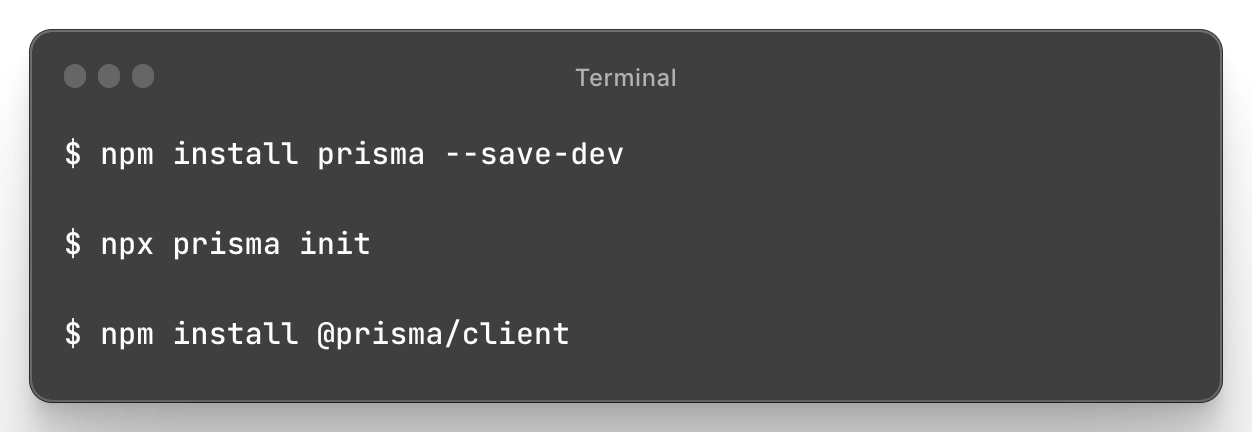 Terminal
$ npm install prisma --save-dev
$ npx prisma init
$ npm install @prisma/client